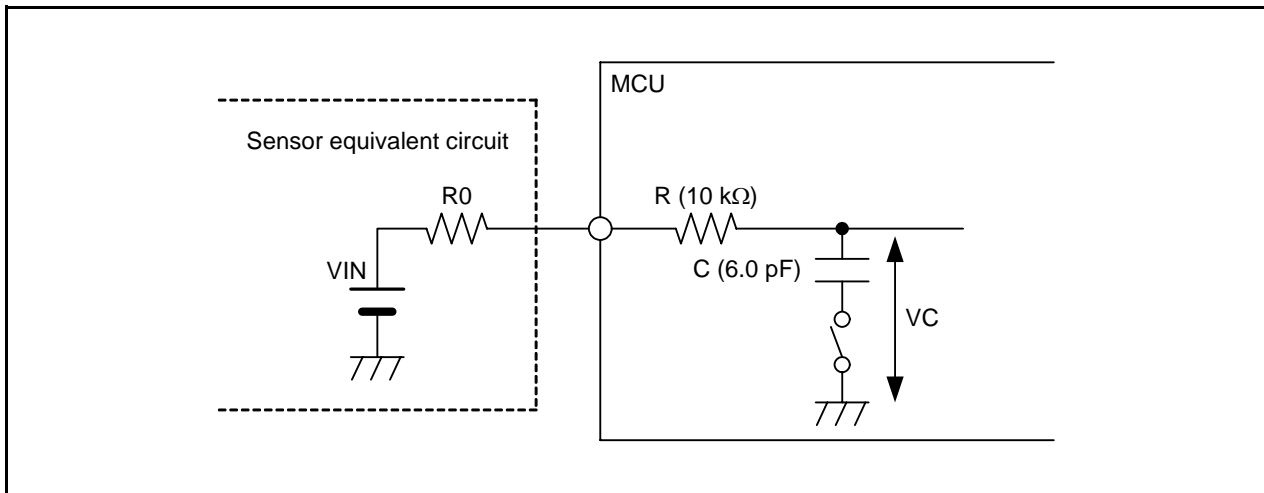 MCU
Sensor equivalent circuit
R0
R (10 kΩ)
VIN
C (6.0 pF)
VC